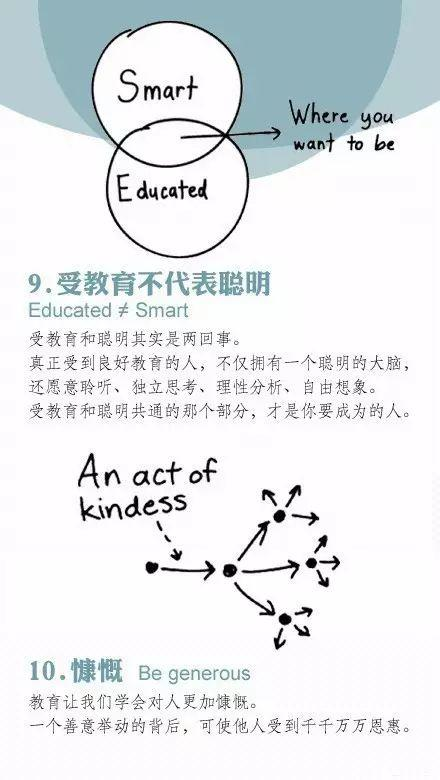 Smart
Where you
want to be
Educated
9.受教育不代表聪明
Educated ≠ Smart
受教育和聪明其实是两回事。
真正受到良好教育的人，不仅拥有一个聪明的大脑，
还愿意聆听、独立思考、理性分析、自由想象。
受教育和聪明共通的那个部分，才是你要成为的人。
An act of
kindess
10.慷慨 Be generous
教育让我们学会对人更加慷慨。
一个善意举动的背后，可使他人受到千千万万恩惠。